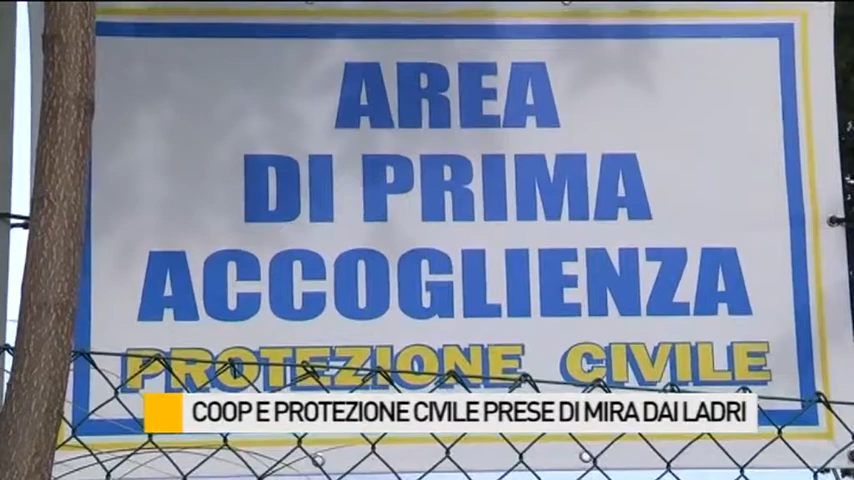 AREA
DI PRIMA
ACCOGLIENZA
PROTEZIONE CIVILE
COOP E PROTEZIONE CIVILE PRESE DI MIRA DAI LADRI